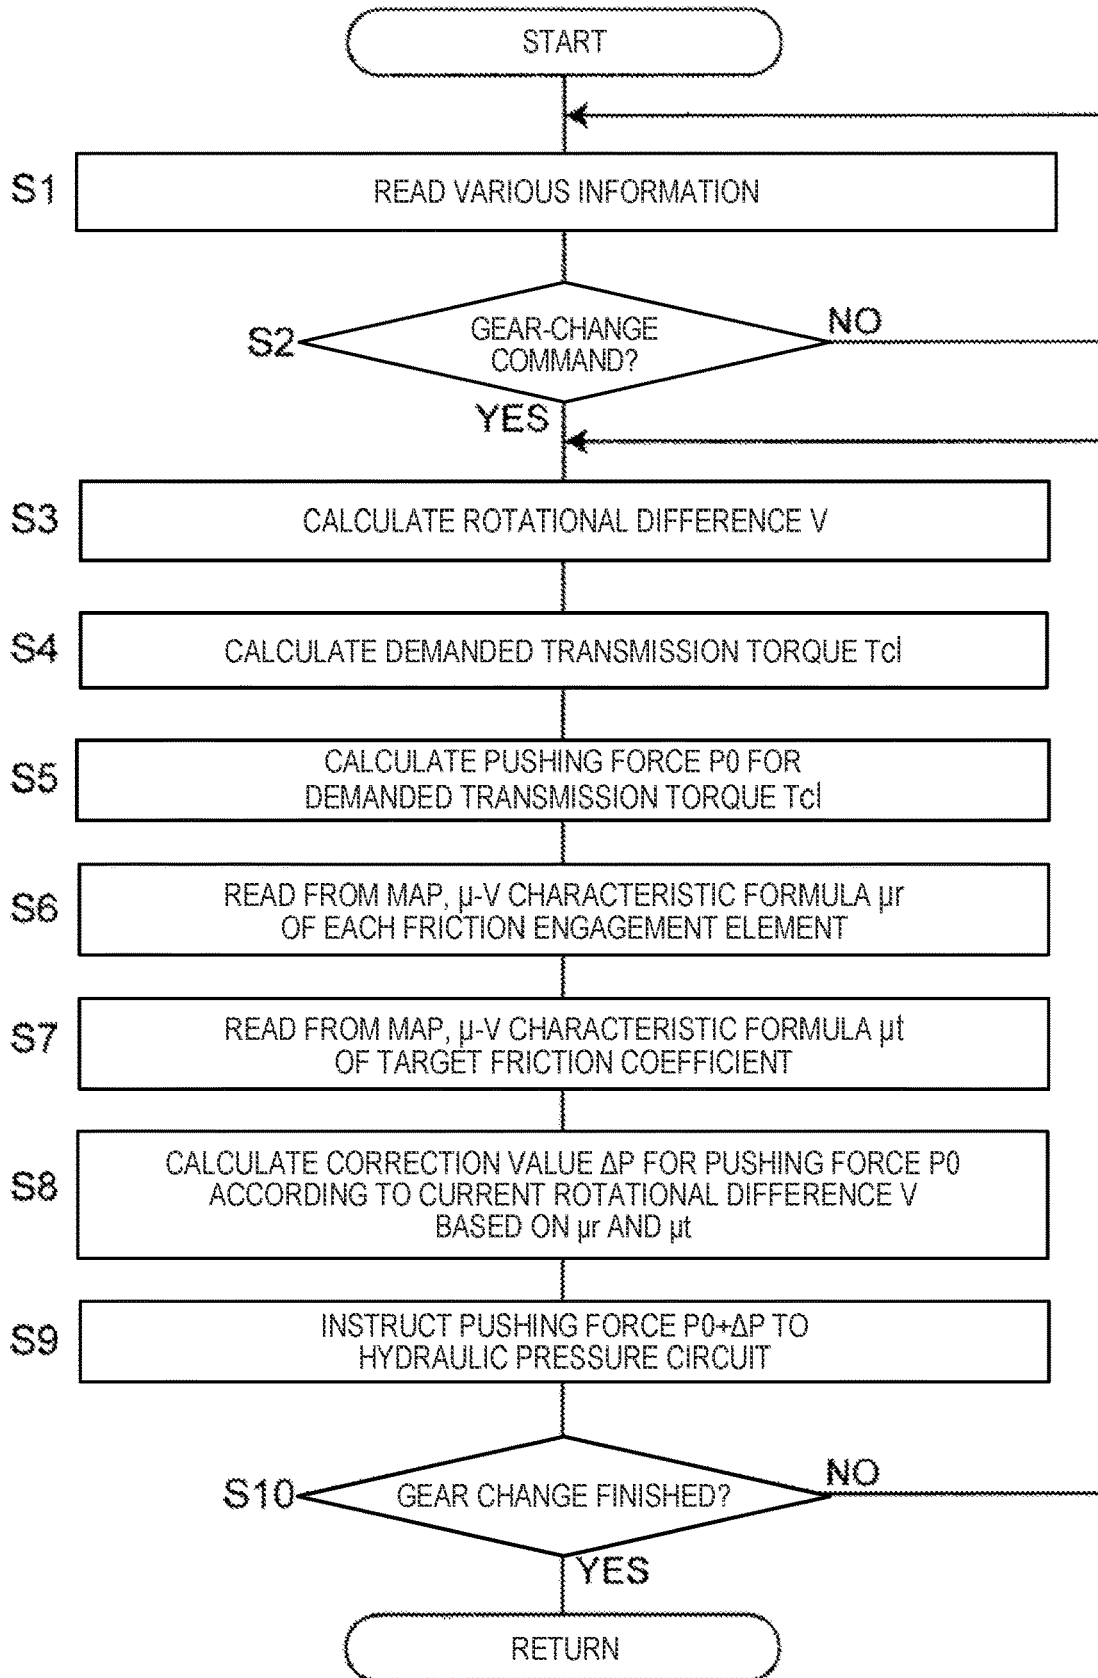 START
S1
READ VARIOUS INFORMATION
S2
GEAR-CHANGE
COMMAND?
NO
YES
S3
CALCULATE ROTATIONAL DIFFERENCE V
S4
CALCULATE DEMANDED TRANSMISSION TORQUE Tcl
S5
CALCULATE PUSHING FORCE P0 FOR
DEMANDED TRANSMISSION TORQUE Tcl
S6
READ FROM MAP, μ-V CHARACTERISTIC FORMULA μr
OF EACH FRICTION ENGAGEMENT ELEMENT
S7
READ FROM MAP, μ-V CHARACTERISTIC FORMULA μt
OF TARGET FRICTION COEFFICIENT
S8
CALCULATE CORRECTION VALUE ΔP FOR PUSHING FORCE P0
ACCORDING TO CURRENT ROTATIONAL DIFFERENCE V
BASED ON μr AND μt
S9
INSTRUCT PUSHING FORCE P0+ΔP TO
HYDRAULIC PRESSURE CIRCUIT
S10
GEAR CHANGE FINISHED?
NO
YES
RETURN